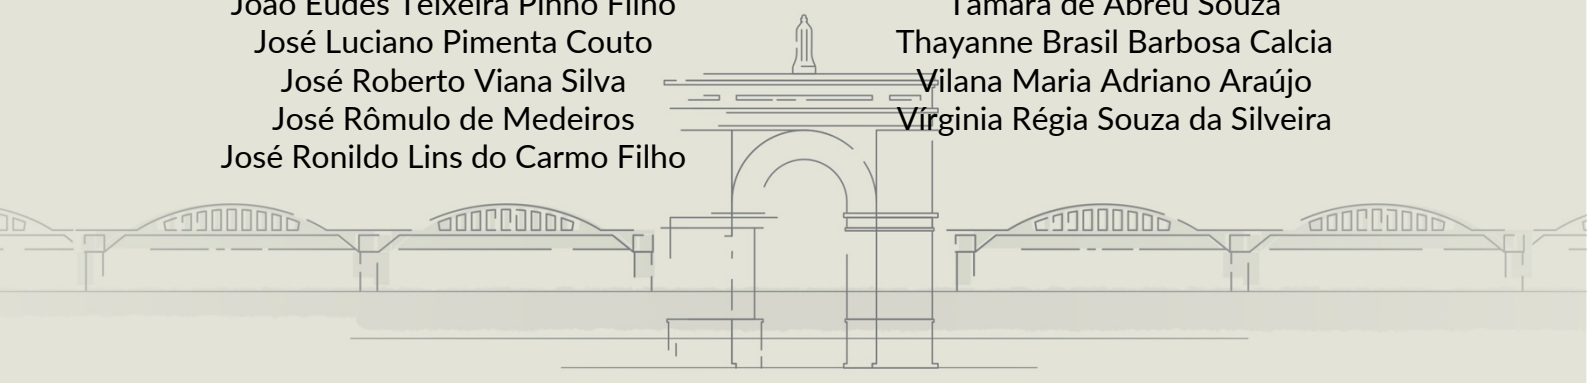 João Eudes Teixeira Pinho Filho
José Luciano Pimenta Couto
José Roberto Viana Silva
José Rômulo de Medeiros
José Ronildo Lins do Carmo Filho
Tamara de Abreu Souza
Thayanne Brasil Barbosa Calcia
Vilana Maria Adriano Araújo
Vírginia Régia Souza da Silveira